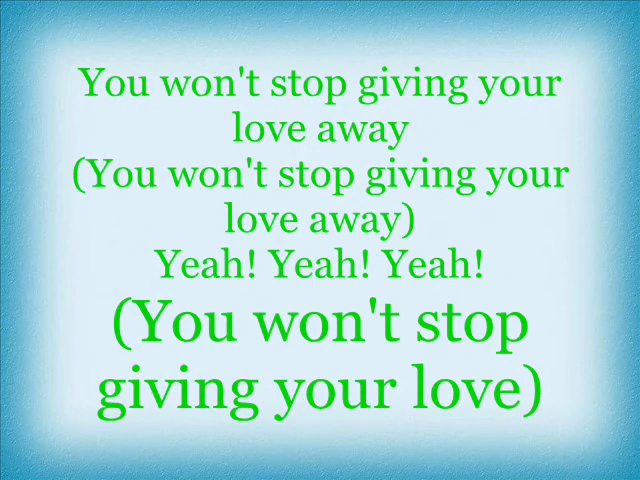 You won't stop giving your
love away
(You won't stop giving your
love away)
Yeah! Yeah! Yeah!
(You won't stop
giving your love)